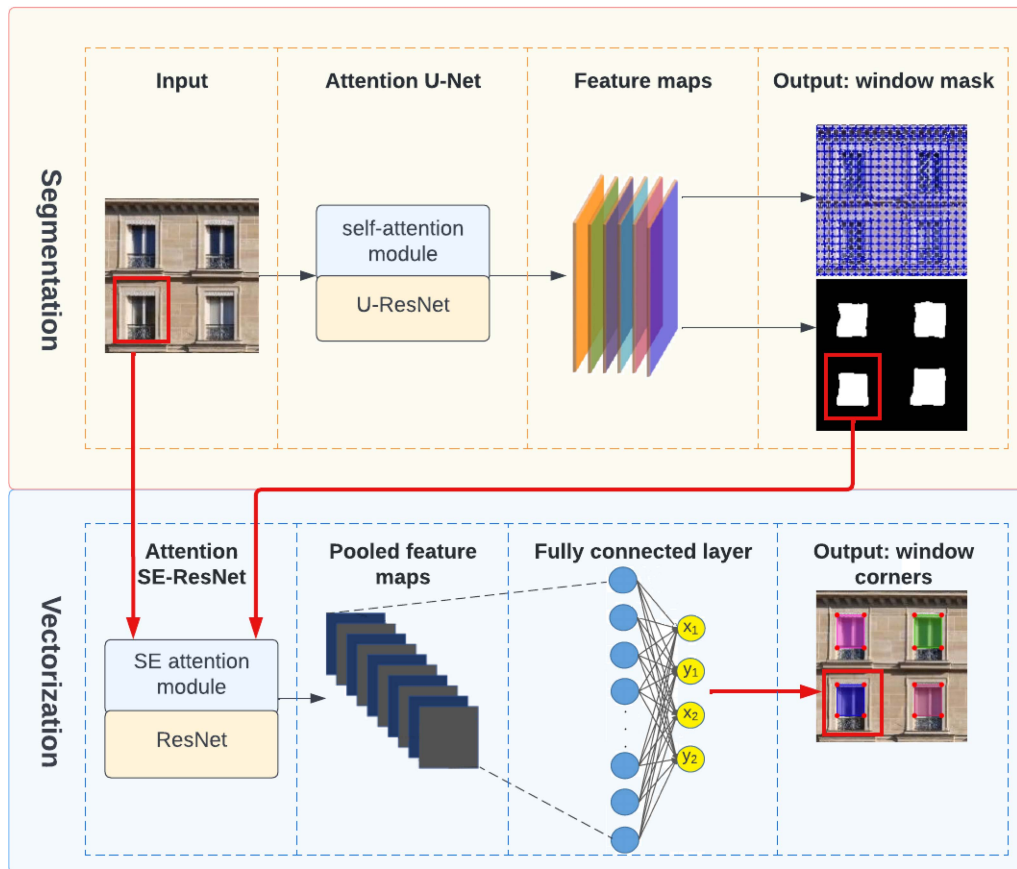 Input
Attention U-Net
Feature maps
Output: window mask
Segmentation
self-attention
module
U-ResNet
Vectorization
Attention
SE-ResNet
Pooled feature
maps
Fully connected layer
Output: window
corners
SE attention
module
ResNet
x₁
y₁
x₂
y₂